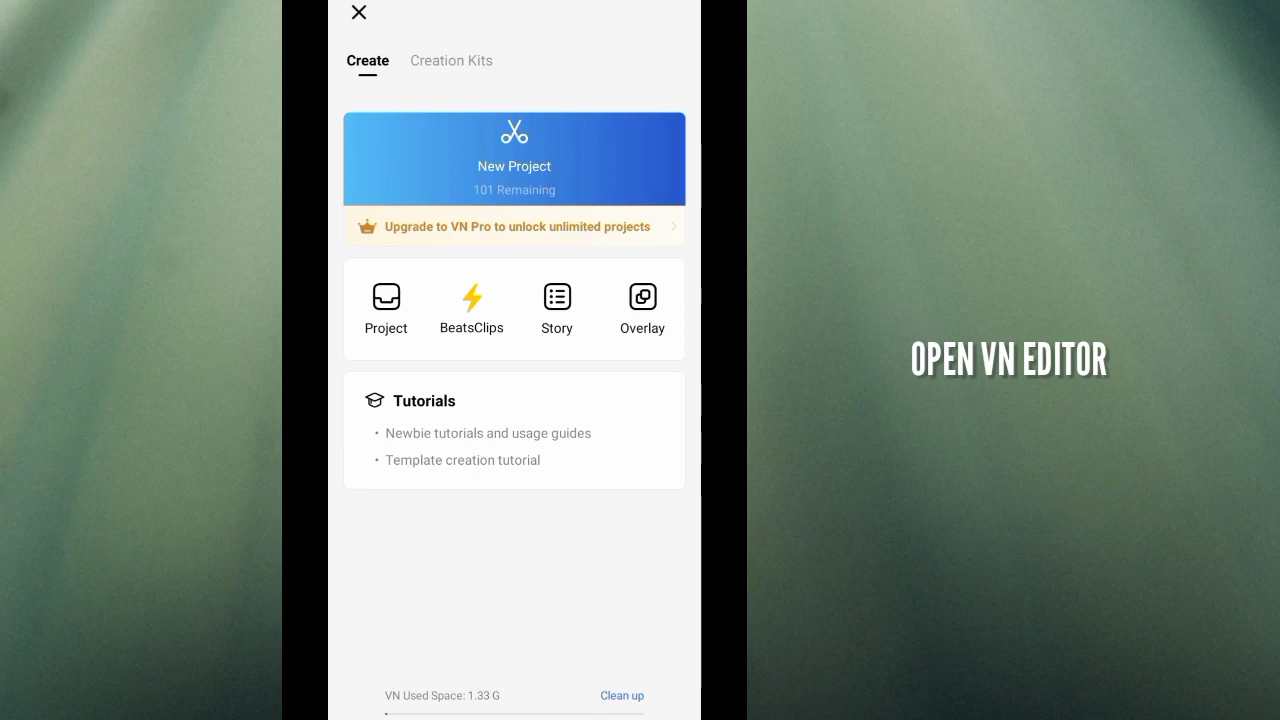 Create Creation Kits
New Project
101 Remaining
Upgrade to VN Pro to unlock unlimited projects
Project BeatsClips Story Overlay
OPEN VN EDITOR
Tutorials
• Newbie tutorials and usage guides
• Template creation tutorial
VN Used Space: 1.33 G Clean up